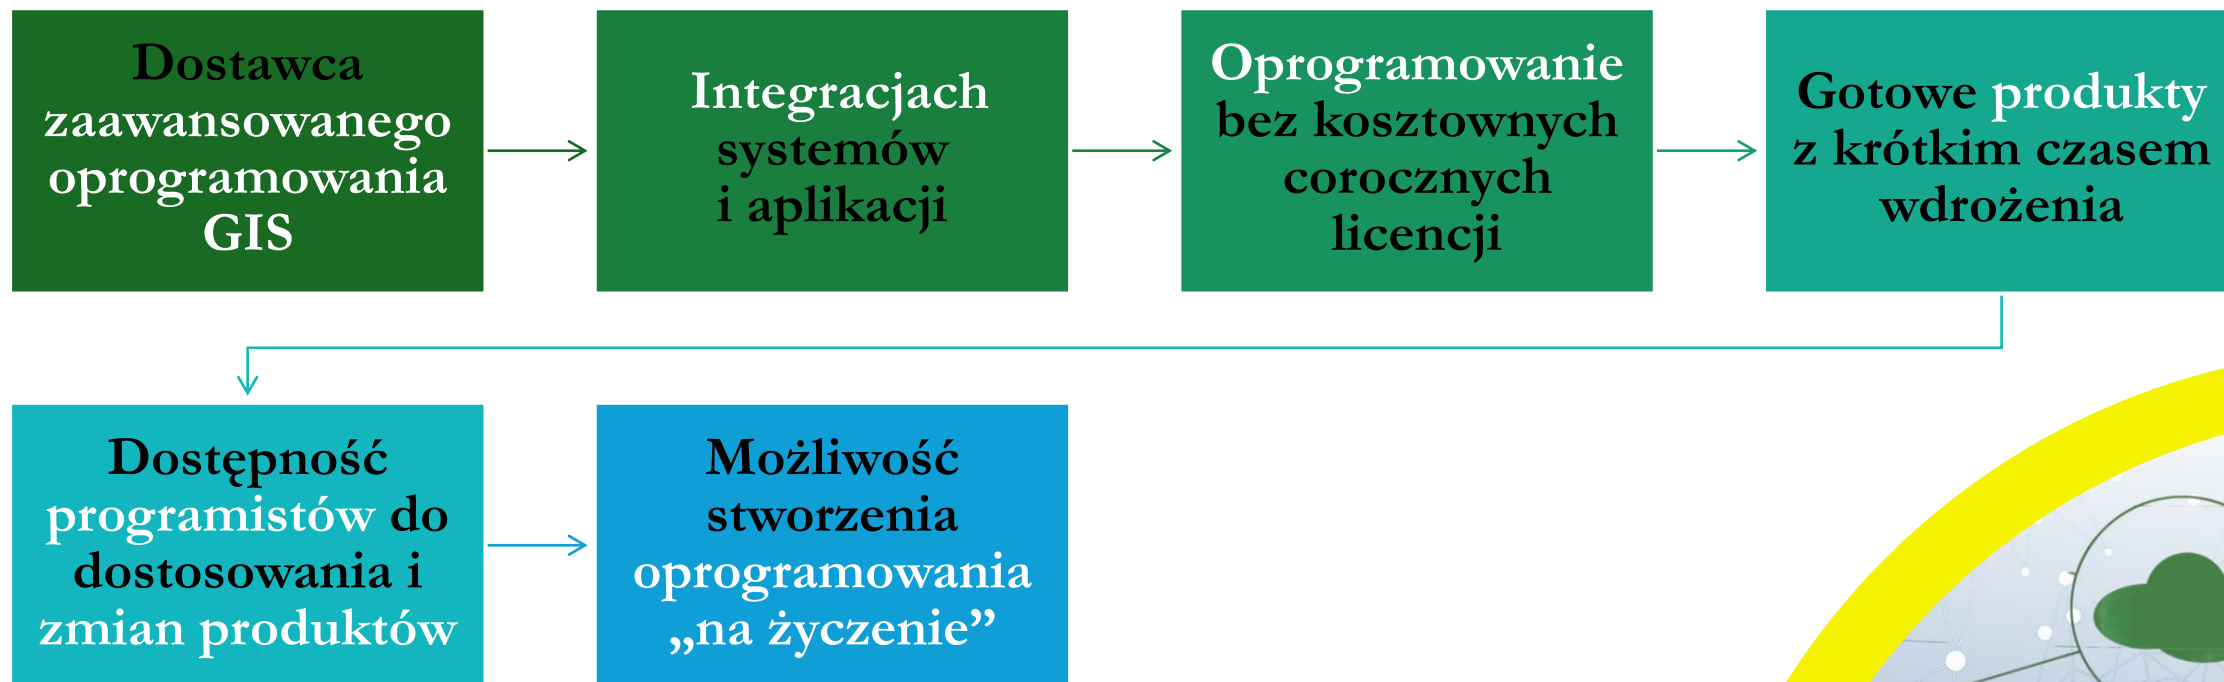 Dostawca
zaawansowanego
oprogramowania
GIS
Integracjach
systemów
i aplikacji
Oprogramowanie
bez kosztownych
corocznych
licencji
Gotowe produkty
z krótkim czasem
wdrożenia
Dostępność
programistów do
dostosowania i
zmian produktów
Możliwość
stworzenia
oprogramowania
„na życzenie”